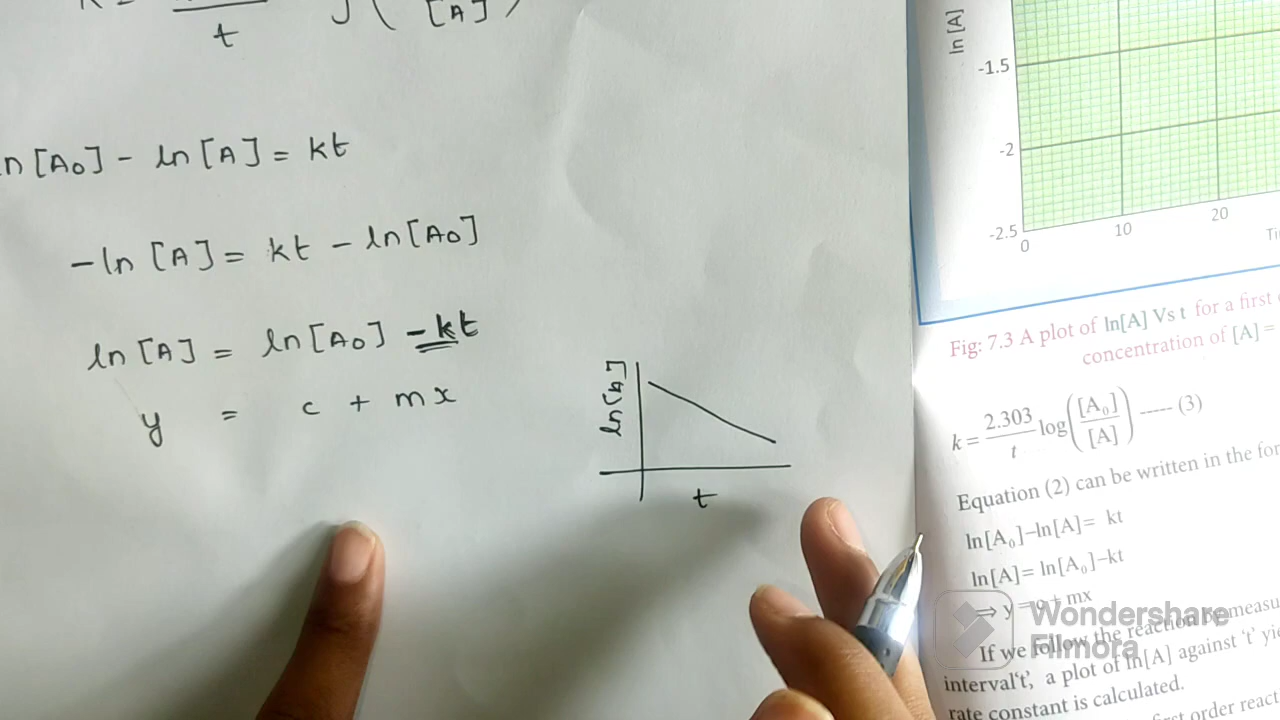 t
[A]
ln[A₀] - ln[A] = kt
-ln[A] = kt - ln[A₀]
ln[A] = ln[A₀] - kt
y = c + mx
ln[A]
t
ln[A]
-1.5
-2
-2.5
0 10 20
Fig: 7.3 A plot of ln[A] Vs t for a first
concentration of [A] =
k = 2.303/t log([A₀]/[A]) ----- (3)
Equation (2) can be written in the
ln[A₀]–ln[A]= kt
ln[A]= ln[A₀]–kt
⇒ y = c + mx
If we follow the reaction by
interval‘t’, a plot of ln[A] against ‘t’
rate constant is calculated.
order
Wondershare
Filmora